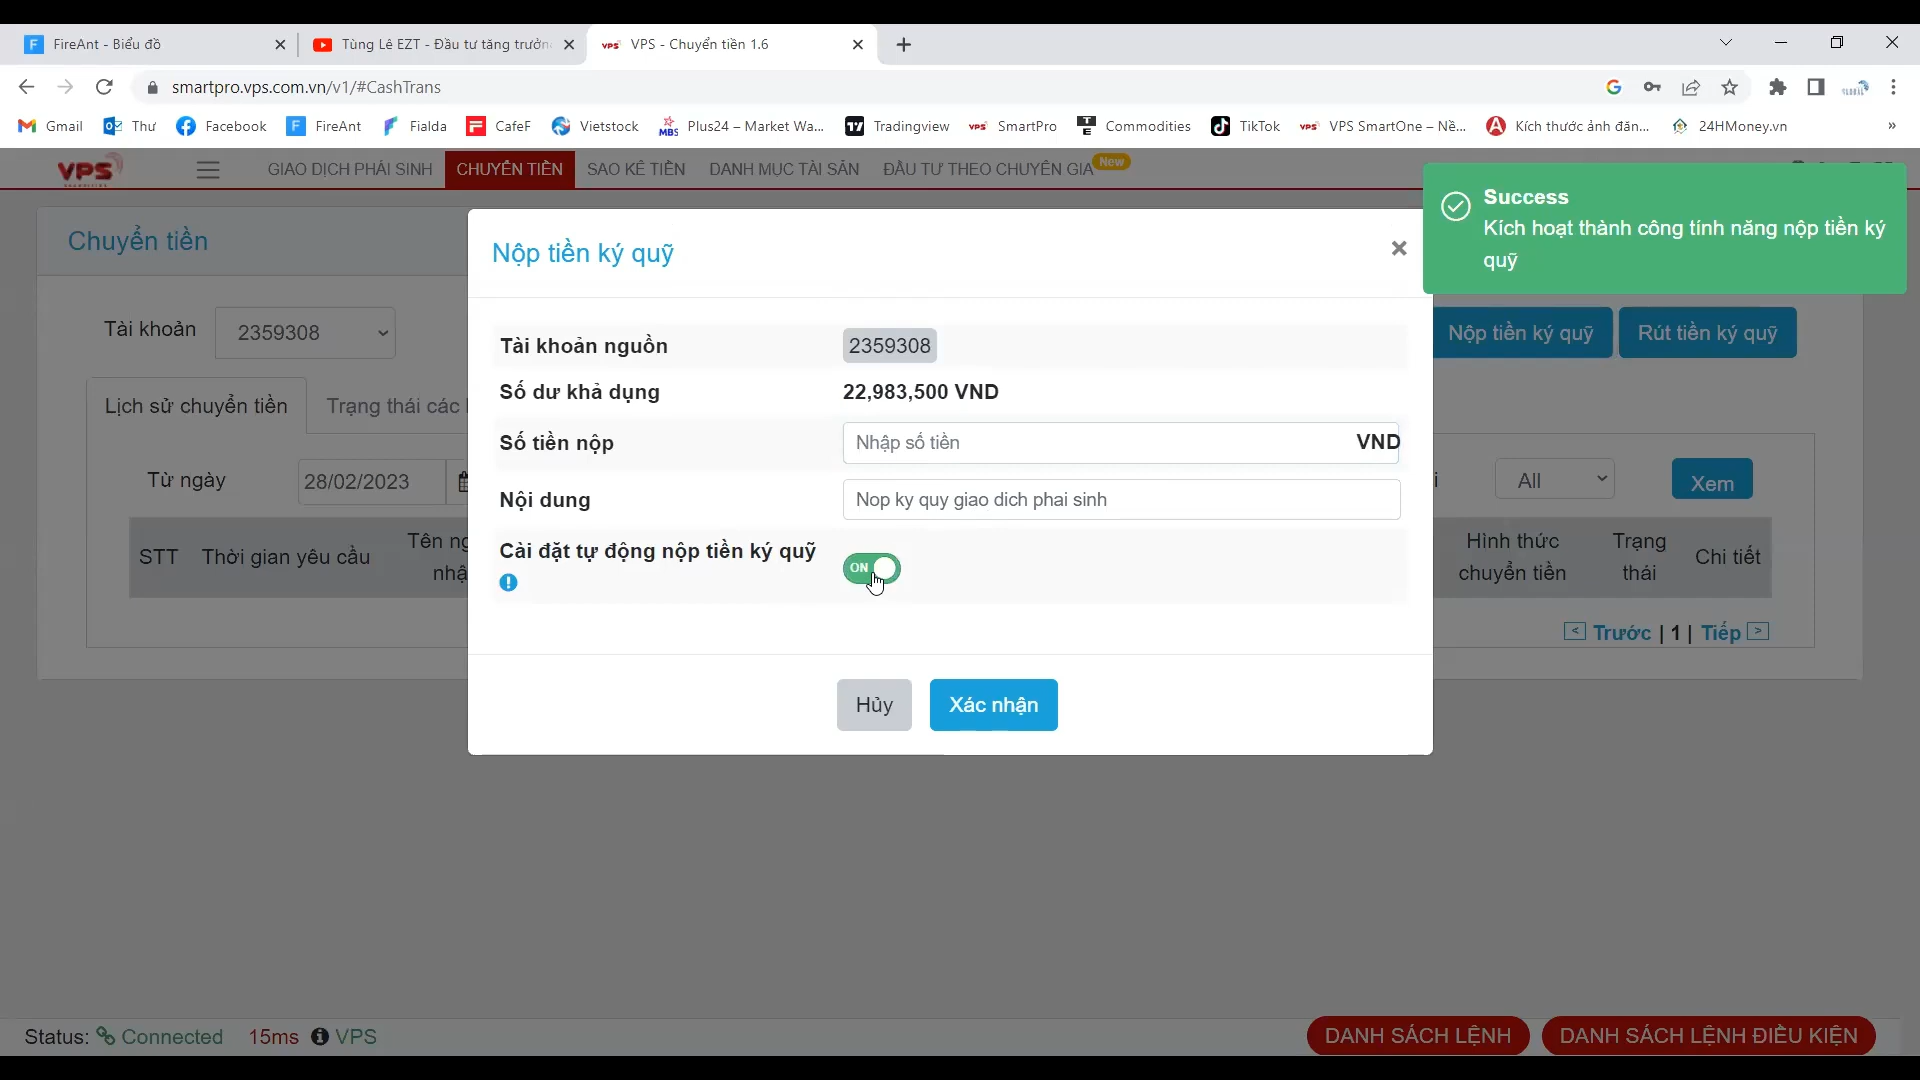 FireAnt - Biểu đồ
Tùng Lê EZT - Đầu tư tăng trưởn
VPS - Chuyển tiền 1.6
smartpro.vps.com.vn/v1/#CashTrans
Gmail Thư Facebook FireAnt Fialda CafeF Vietstock Plus24 – Market Wa... Tradingview SmartPro Commodities TikTok VPS SmartOne – Nề... Kích thước ảnh đăn... 24HMoney.vn »
VPS GIAO DỊCH PHÁI SINH CHUYỂN TIỀN SAO KÊ TIỀN DANH MỤC TÀI SẢN ĐẦU TƯ THEO CHUYÊN GIA New
Success
Kích hoạt thành công tính năng nộp tiền ký
quỹ
Chuyển tiền
Nộp tiền ký quỹ
Tài khoản 2359308
Nộp tiền ký quỹ Rút tiền ký quỹ
Tài khoản nguồn 2359308
Số dư khả dụng 22,983,500 VND
Lịch sử chuyển tiền Trạng thái các
Số tiền nộp Nhập số tiền VND
Từ ngày 28/02/2023
All Xem
Nội dung Nop ky quy giao dich phai sinh
STT Thời gian yêu cầu Tên ng
nhậ
Hình thức
chuyển tiền
Trạng
thái
Chi tiết
Cài đặt tự động nộp tiền ký quỹ ON
< Trước | 1 | Tiếp >
Hủy Xác nhận
Status: Connected 15ms VPS
DANH SÁCH LỆNH DANH SÁCH LỆNH ĐIỀU KIỆN